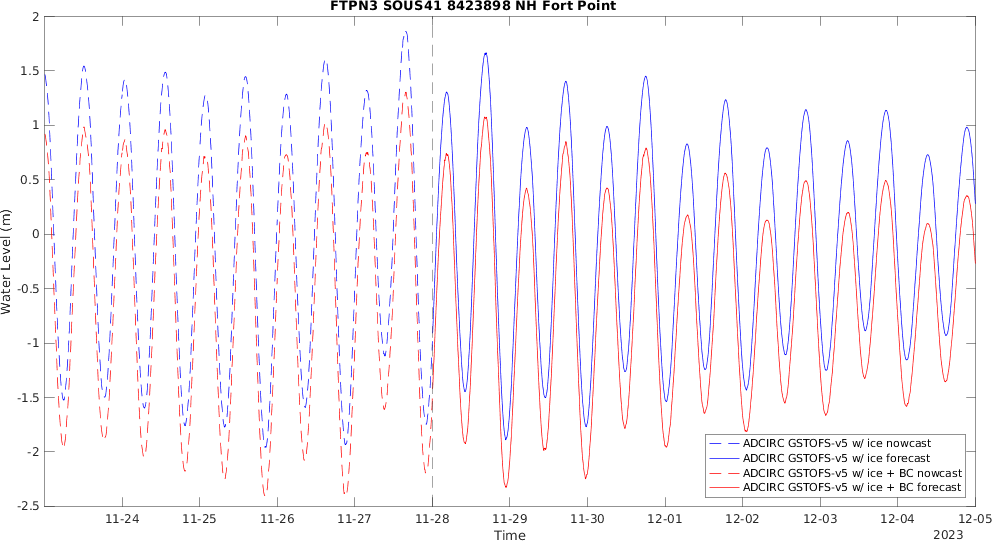 FTPN3 SOUS41 8423898 NH Fort Point
Water Level (m)
2
1.5
1
0.5
0
-0.5
-1
-1.5
-2
-2.5
ADCIRC GSTOFS-v5 w/ ice nowcast
ADCIRC GSTOFS-v5 w/ ice forecast
ADCIRC GSTOFS-v5 w/ ice + BC nowcast
ADCIRC GSTOFS-v5 w/ ice + BC forecast
11-24 11-25 11-26 11-27 11-28 11-29 11-30 12-01 12-02 12-03 12-04 12-05
Time
2023